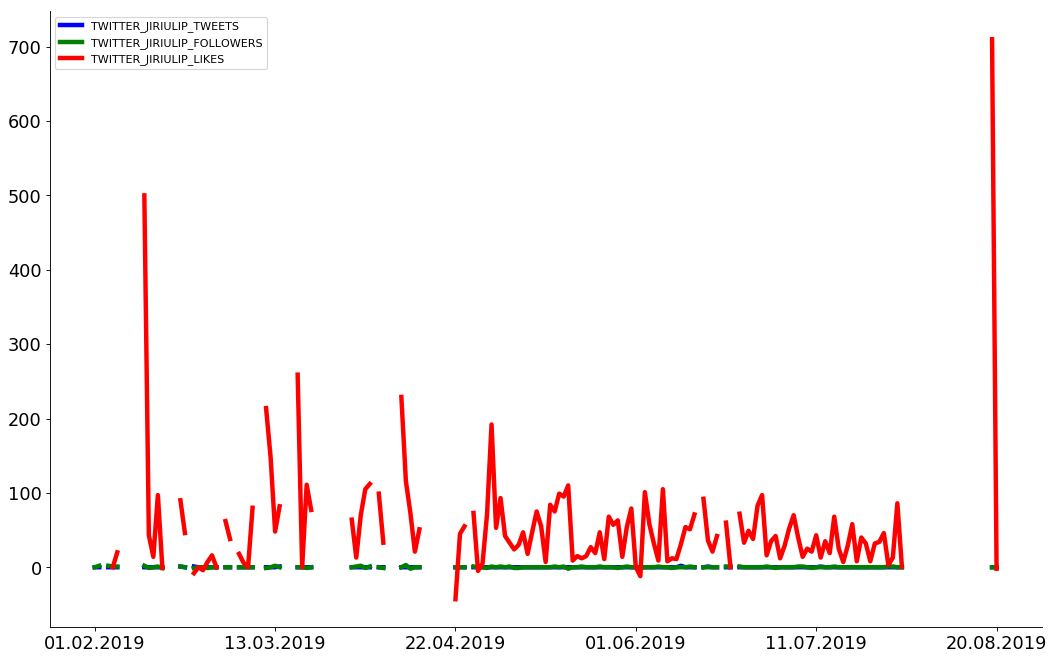 TWITTER_JIRIULIP_TWEETS
TWITTER_JIRIULIP_FOLLOWERS
TWITTER_JIRIULIP_LIKES
700
600
500
400
300
200
100
0
01.02.2019 13.03.2019 22.04.2019 01.06.2019 11.07.2019 20.08.2019